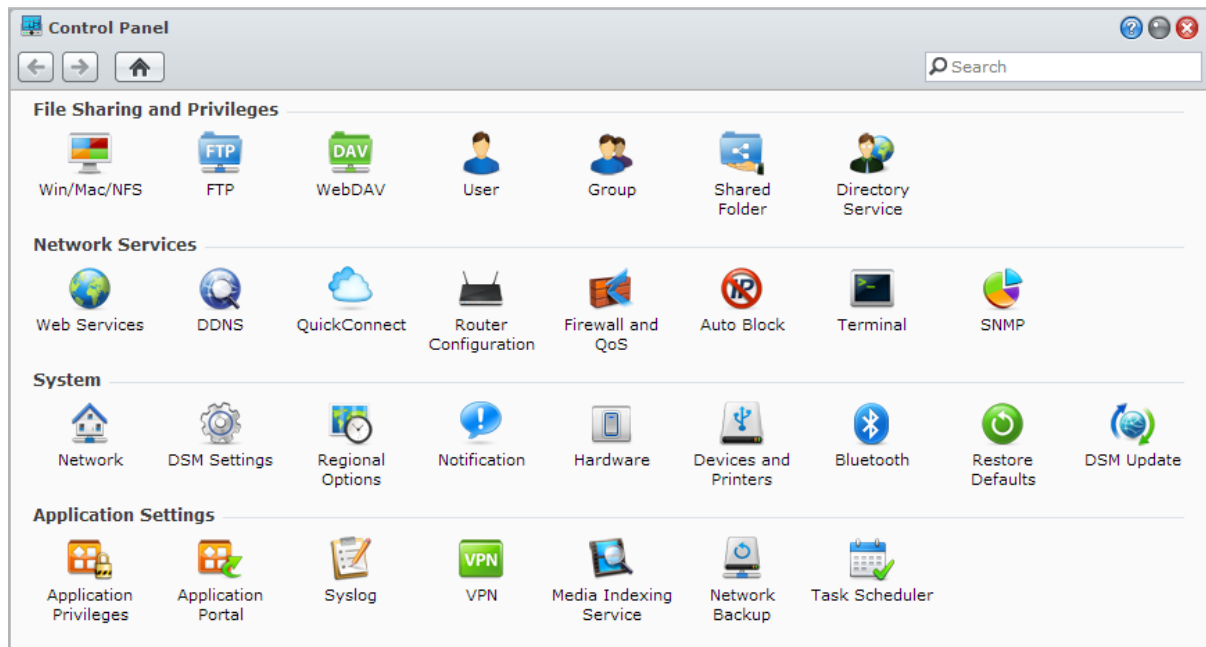 Control Panel
Search
File Sharing and Privileges
FTP DAV
Win/Mac/NFS FTP WebDAV User Group Shared Directory
Folder Service
Network Services
IP
Web Services DDNS QuickConnect Router Firewall and Auto Block Terminal SNMP
Configuration QoS
System
Network DSM Settings Regional Notification Hardware Devices and Bluetooth Restore DSM Update
Options Printers Defaults
Application Settings
VPN
Application Application Syslog VPN Media Indexing Network Task Scheduler
Privileges Portal Service Backup